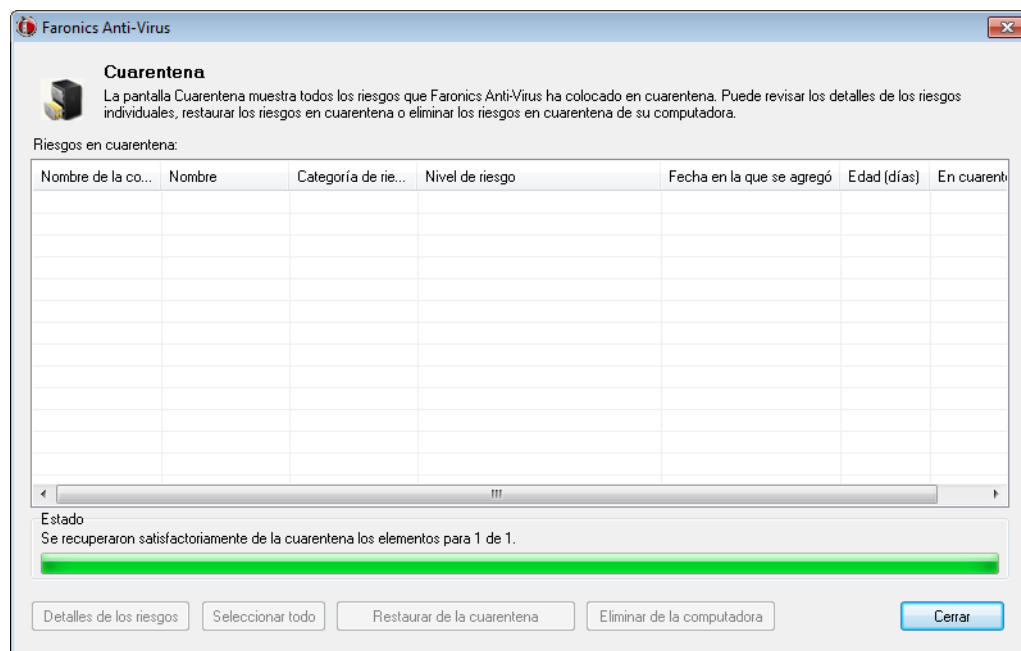 Faronics Anti-Virus
Cuarentena
La pantalla Cuarentena muestra todos los riesgos que Faronics Anti-Virus ha colocado en cuarentena. Puede revisar los detalles de los riesgos
individuales, restaurar los riesgos en cuarentena o eliminar los riesgos en cuarentena de su computadora.
Riesgos en cuarentena:
Nombre de la co... Nombre Categoría de rie... Nivel de riesgo Fecha en la que se agregó Edad (días) En cuarent
Estado
Se recuperaron satisfactoriamente de la cuarentena los elementos para 1 de 1.
Detalles de los riesgos Seleccionar todo Restaurar de la cuarentena Eliminar de la computadora Cerrar